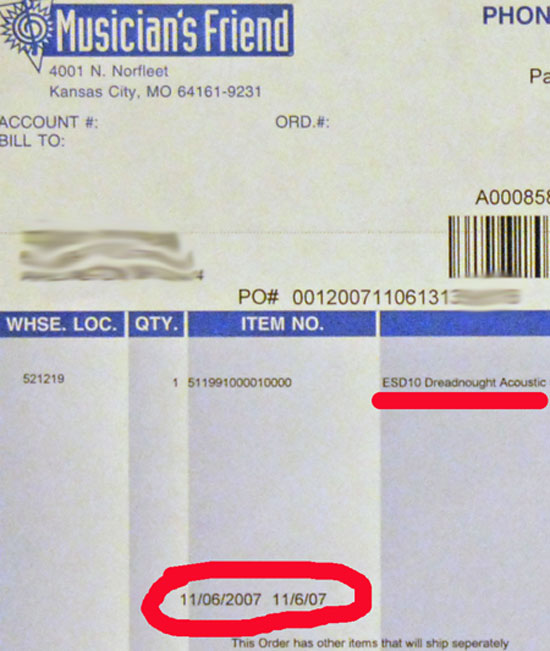 Musician's Friend
PHON
4001 N. Norfleet
Kansas City, MO 64161-9231
Pa
ACCOUNT #:
ORD.#:
BILL TO:
A000858
4
PO# 00120071106131
WHSE. LOC. QTY. ITEM NO.
521219 1 511991000010000 ESD10 Dreadnought Acoustic
11/06/2007 11/6/07
This Order has other items that will ship seperately